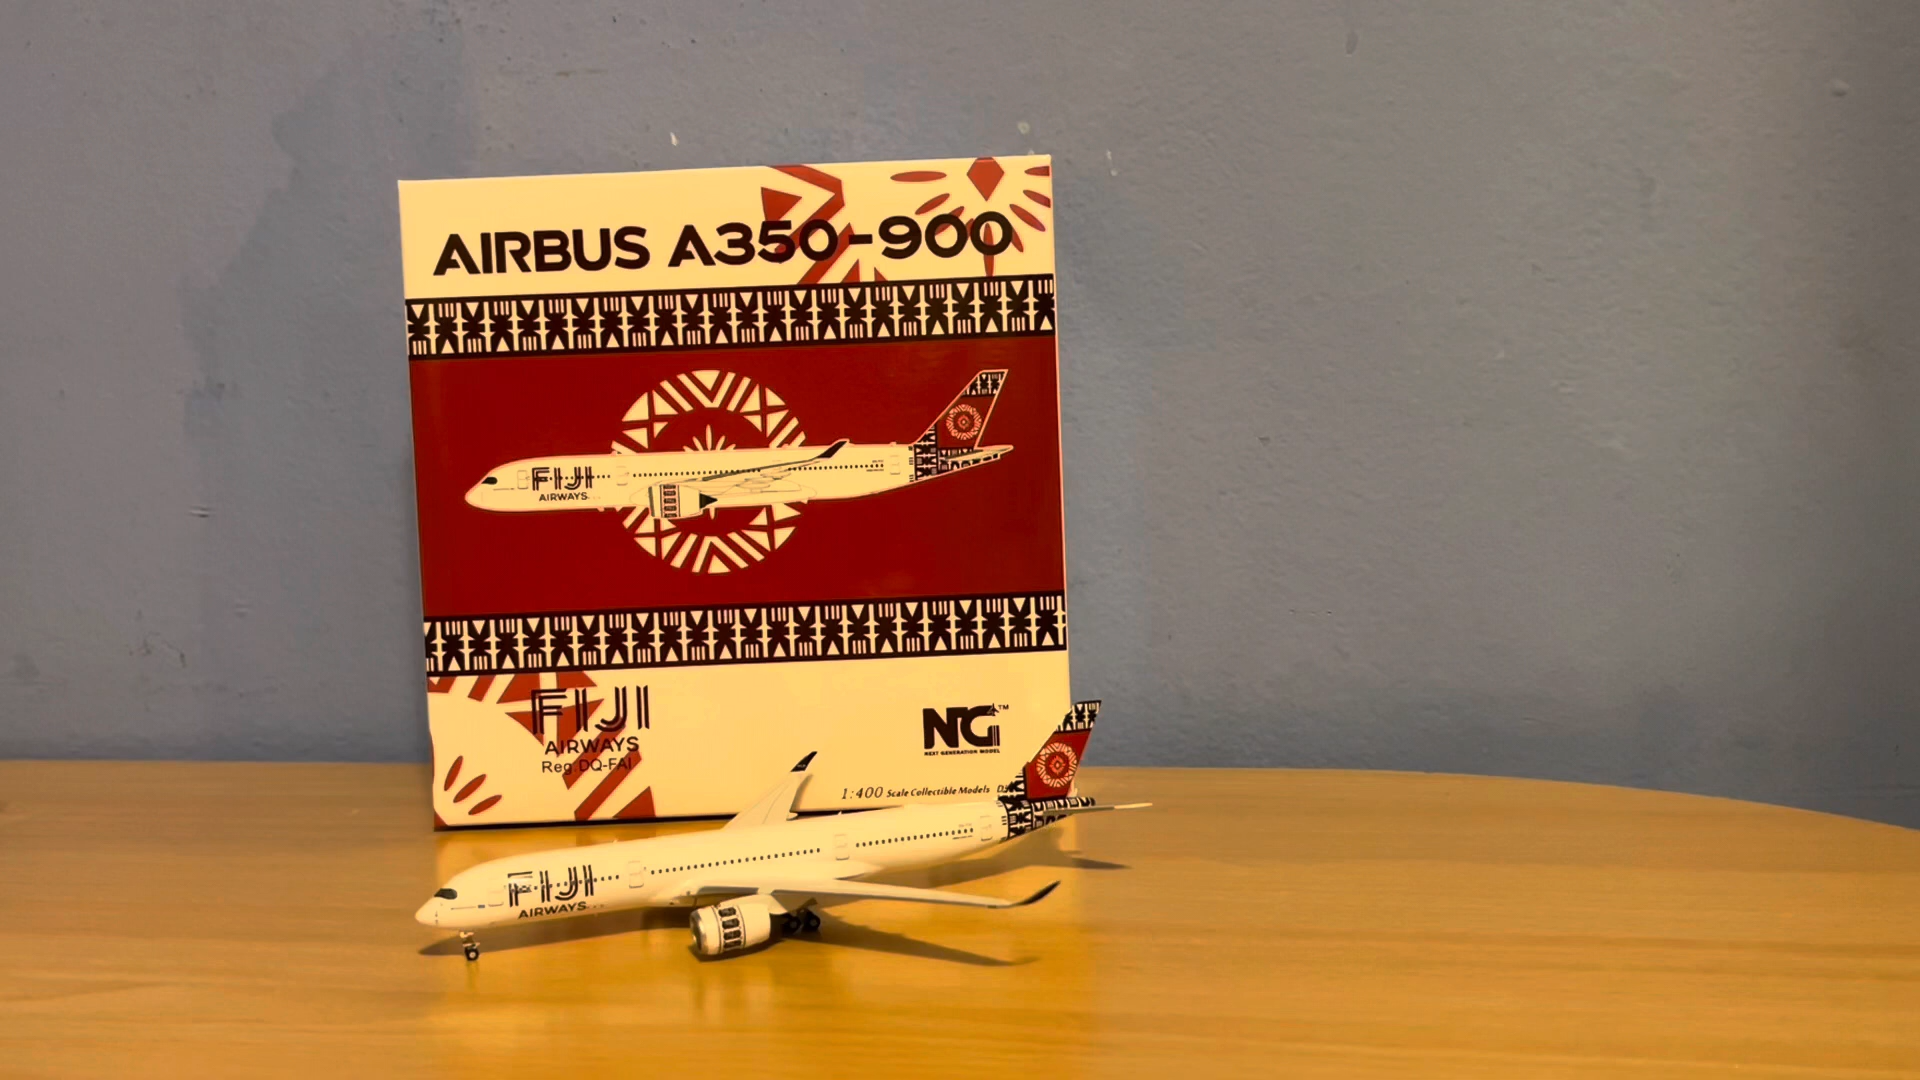 AIRBUS A350-900
FIJI
AIRWAYS
FIJI
AIRWAYS
Reg.DQ-FAI
NG™
NEXT GENERATION MODEL
1:400 Scale Collectible Models
FIJI
AIRWAYS